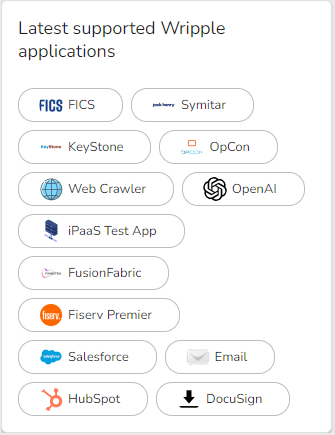 Latest supported Wripple
applications
FICS FICS
jack henry Symitar
KeyStone KeyStone
OPCON OpCon
Web Crawler
OpenAI
iPaaS Test App
FusionFabric
fiserv. Fiserv Premier
salesforce Salesforce
Email
HubSpot
DocuSign